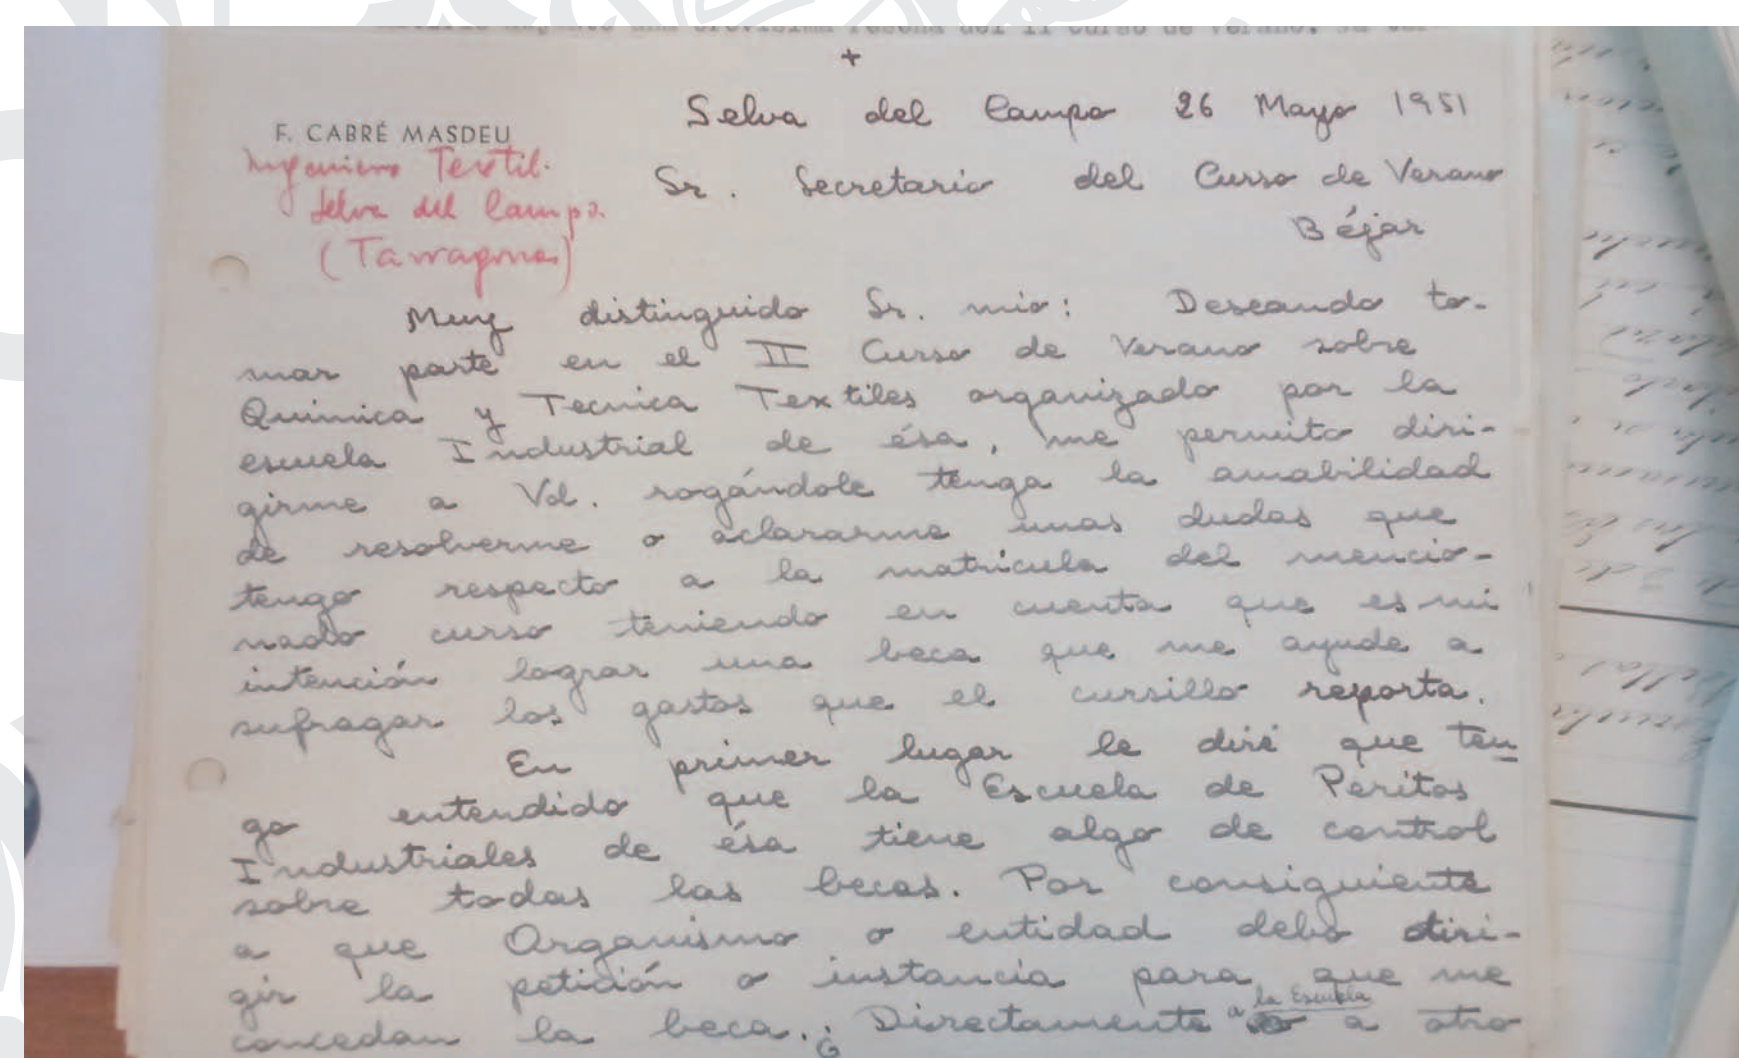 +
Selva del Campo 26 Mayo 1951
F. CABRÉ MASDEU
Ingeniero Textil.
Selva del Campo.
(Tarragona)
Sr. Secretario del Curso de Verano
Béjar
Muy distinguido Sr. mio: Deseando to-
mar parte en el II Curso de Verano sobre
Quimica y Tecnica Textiles organizado por la
escuela Industrial de ésa, me permito diri-
girme a Vd. rogándole tenga la amabilidad
de resolverme o aclararme unas dudas que
tengo respecto a la matrícula del mencio-
nado curso teniendo en cuenta que es mi
intención lograr una beca que me ayude a
sufragar los gastos que el cursillo reporta.
En primer lugar le diré que ten
go entendido que la Escuela de Peritos
Industriales de ésa tiene algo de control
sobre todas las becas. Por consiguiente
a que Organismo o entidad debo diri-
gir la petición o instancia para que me
concedan la beca. ¿Directamente a la Escuela a otro